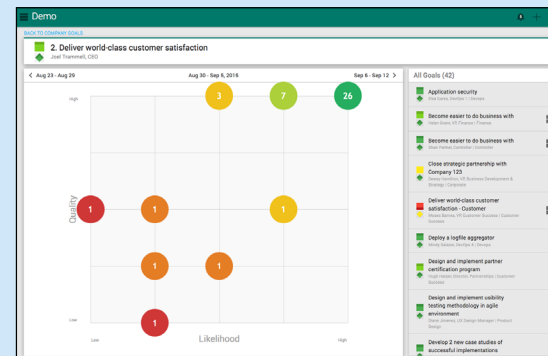 Demo
BACK TO COMPANY GOALS
2. Deliver world-class customer satisfaction
Joel Trammell, CEO
Aug 23 - Aug 29
Aug 30 - Sep 5, 2016
Sep 6 - Sep 12
All Goals (42)
High
3
7
26
Quality
1
1
1
1
1
1
Low
Low
Likelihood
High
Application security
Become easier to do business with
Become easier to do business with
Close strategic partnership with
Company 123
Deliver world-class customer
satisfaction - Customer
Deploy a logfile aggregator
Design and implement partner
certification program
Design and implement usibility
testing methodology in agile
environment
Develop 2 new case studies of
successful implementations